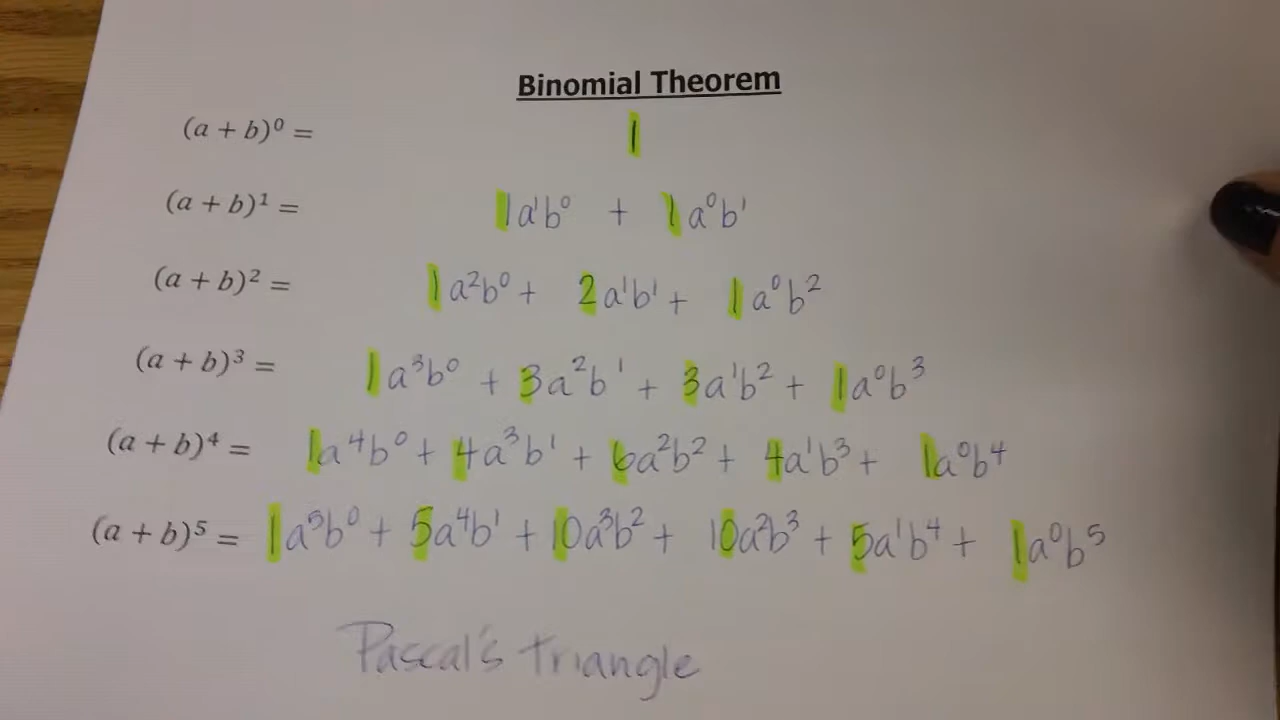 Binomial Theorem
(a + b)⁰ = 1
(a + b)¹ = 1a¹b⁰ + 1a⁰b¹
(a + b)² = 1a²b⁰ + 2a¹b¹ + 1a⁰b²
(a + b)³ = 1a³b⁰ + 3a²b¹ + 3a¹b² + 1a⁰b³
(a + b)⁴ = 1a⁴b⁰ + 4a³b¹ + 6a²b² + 4a¹b³ + 1a⁰b⁴
(a + b)⁵ = 1a⁵b⁰ + 5a⁴b¹ + 10a³b² + 10a²b³ + 5a¹b⁴ + 1a⁰b⁵
Pascal's triangle